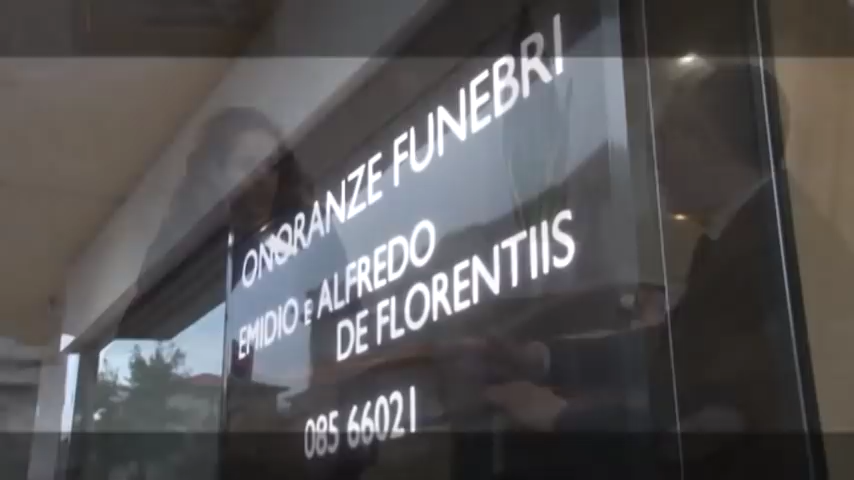 ONORANZE FUNEBRI
EMIDIO E ALFREDO
DE FLORENTIIS
085 66021